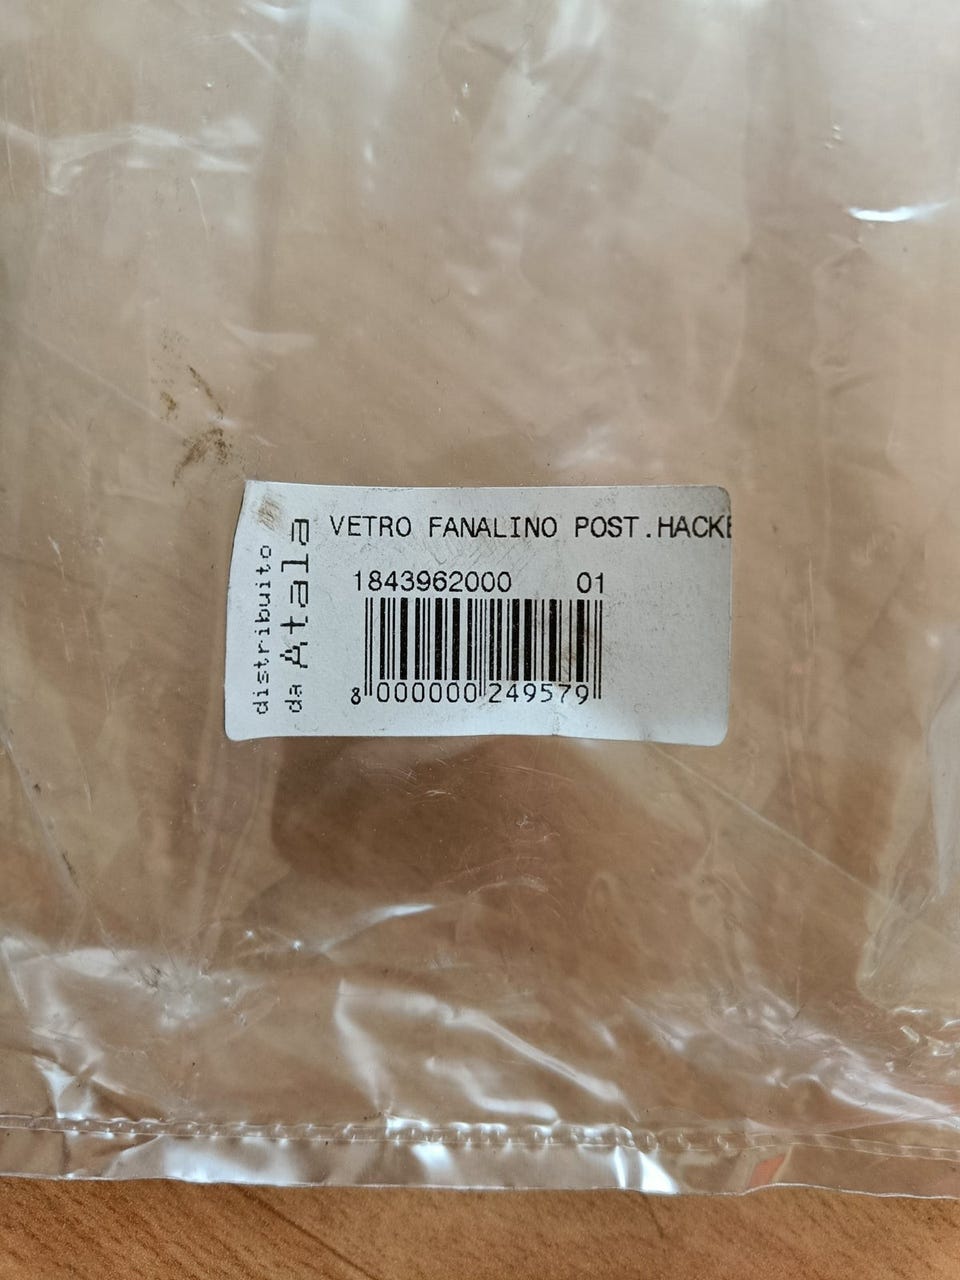 VETRO FANALINO POST.HACKE
1843962000 01
8 000000 249579
distribuito
da Atala